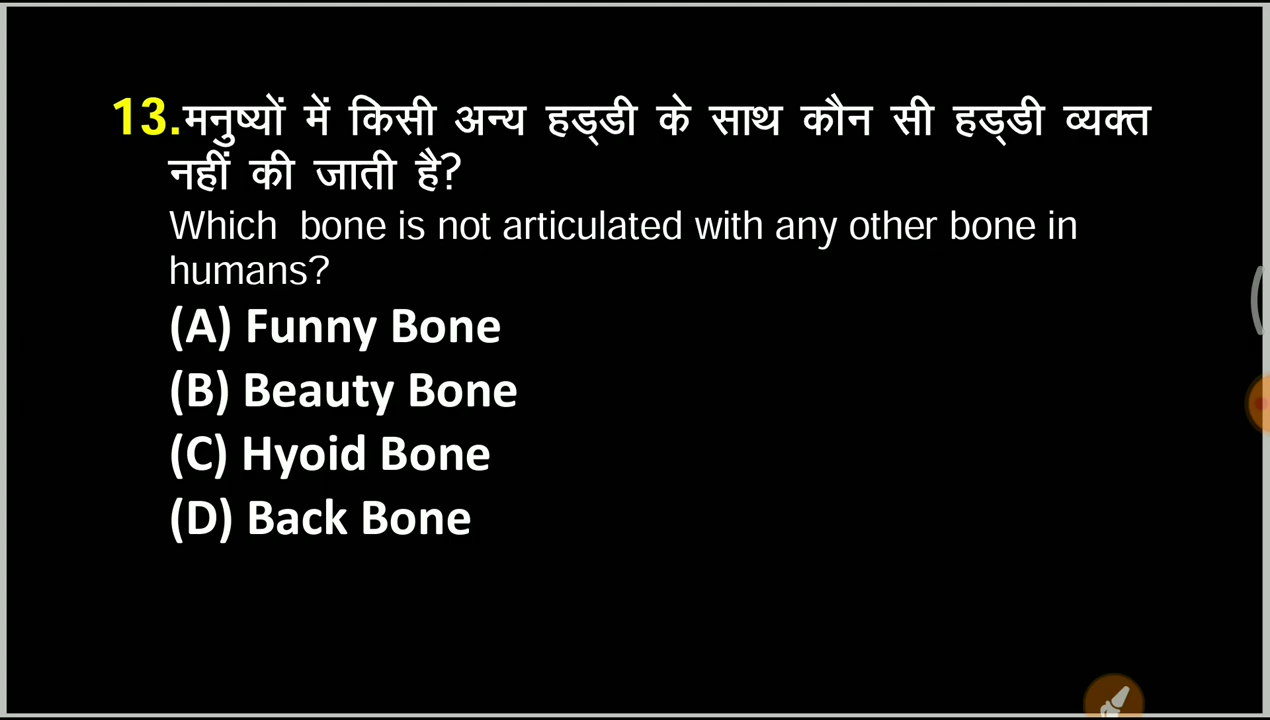 13.मनुष्यों में किसी अन्य हड्डी के साथ कौन सी हड्डी व्यक्त
नहीं की जाती है?
Which bone is not articulated with any other bone in
humans?
(A) Funny Bone
(B) Beauty Bone
(C) Hyoid Bone
(D) Back Bone